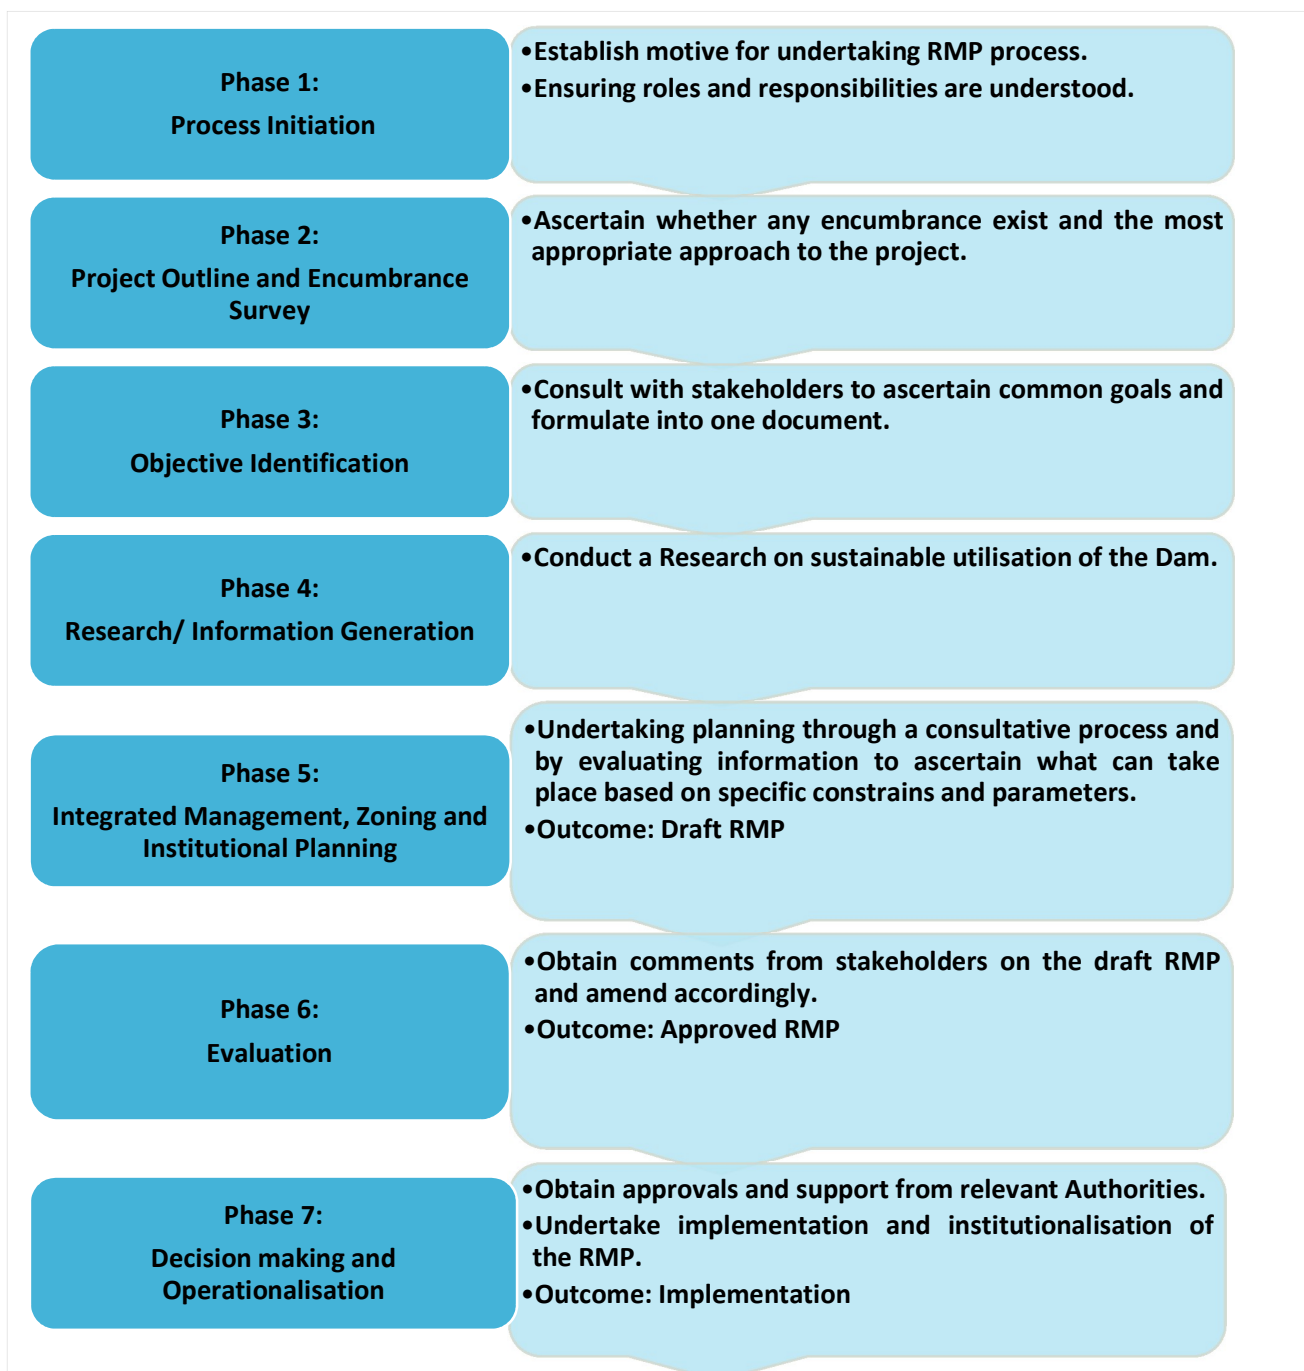 Phase 1:
Process Initiation
•Establish motive for undertaking RMP process.
•Ensuring roles and responsibilities are understood.
Phase 2:
Project Outline and Encumbrance
Survey
•Ascertain whether any encumbrance exist and the most
appropriate approach to the project.
Phase 3:
Objective Identification
•Consult with stakeholders to ascertain common goals and
formulate into one document.
Phase 4:
Research/ Information Generation
•Conduct a Research on sustainable utilisation of the Dam.
Phase 5:
Integrated Management, Zoning and
Institutional Planning
•Undertaking planning through a consultative process and
by evaluating information to ascertain what can take
place based on specific constrains and parameters.
•Outcome: Draft RMP
Phase 6:
Evaluation
•Obtain comments from stakeholders on the draft RMP
and amend accordingly.
•Outcome: Approved RMP
Phase 7:
Decision making and
Operationalisation
•Obtain approvals and support from relevant Authorities.
•Undertake implementation and institutionalisation of
the RMP.
•Outcome: Implementation